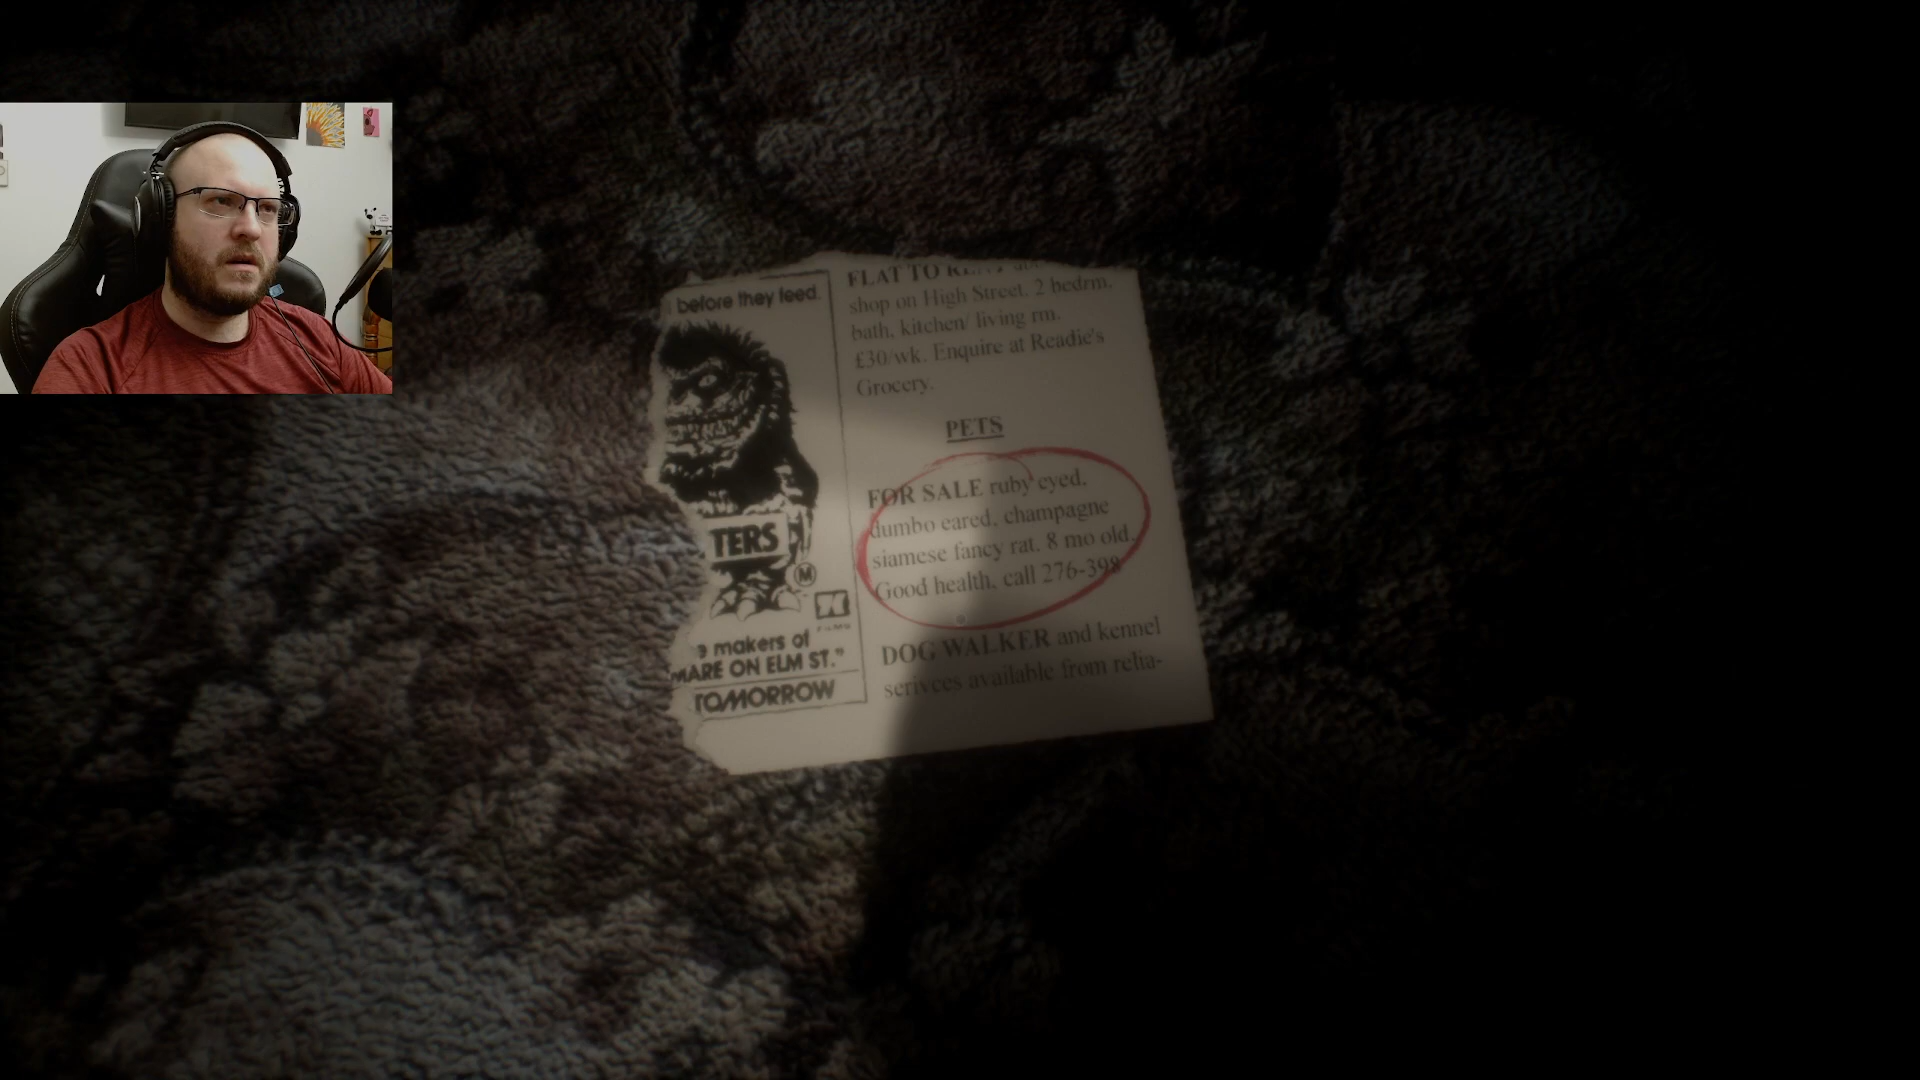 before they feed.
TERS
M
e makers of
MARE ON ELM ST."
TOMORROW
FLAT TO
shop on High Street. 2 bedrm,
bath, kitchen/ living rm.
£30/wk. Enquire at Readie's
Grocery.
PETS
FOR SALE ruby eyed,
dumbo eared, champagne
siamese fancy rat. 8 mo old.
Good health, call 276-398
DOG WALKER and kennel
serivces available from relia-